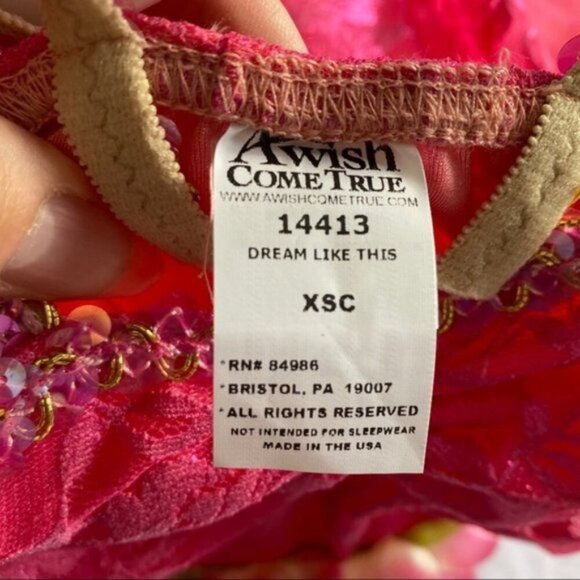 A wish
COME TRUE
WWW.AWISHCOMETRUE.COM
14413
DREAM LIKE THIS
XSC
*RN# 84986
*BRISTOL, PA 19007
*ALL RIGHTS RESERVED
NOT INTENDED FOR SLEEPWEAR
MADE IN THE USA